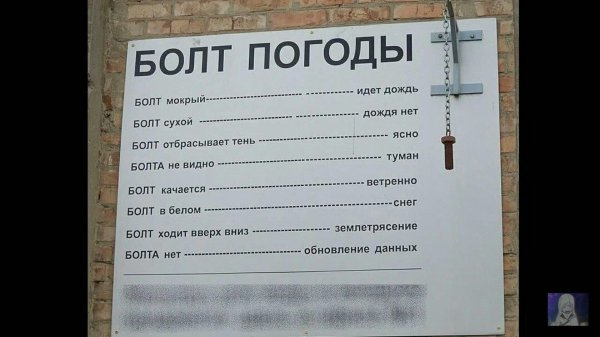 БОЛТ ПОГОДЫ
БОЛТ мокрый---------------------------- -------------- идет дождь
БОЛТ сухой --------------------------- ------------------- дождя нет
БОЛТ отбрасывает тень -------------------------------------- ясно
БОЛТА не видно ------------------------------------------------ туман
БОЛТ качается --------------------------------------------- ветренно
БОЛТ в белом ------------------------------------------------------ снег
БОЛТ ходит вверх вниз ----------------------- землетрясение
БОЛТА нет --------------------------------- обновление данных